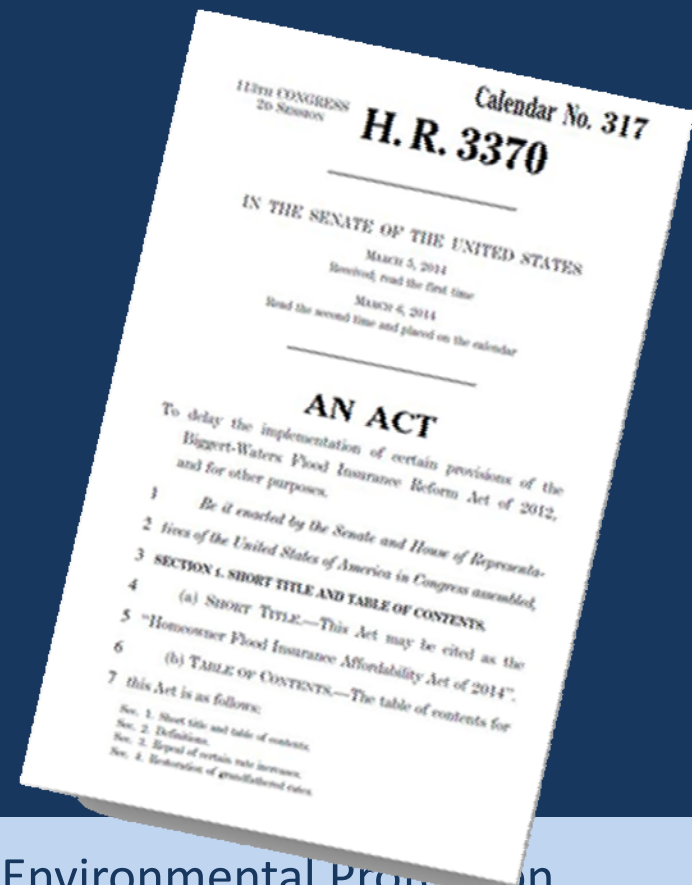 Calendar No. 317
113TH CONGRESS
2D SESSION
H. R. 3370
IN THE SENATE OF THE UNITED STATES
MARCH 5, 2014
Received; read the first time
MARCH 6, 2014
Read the second time and placed on the calendar
AN ACT
To delay the implementation of certain provisions of the
Biggert-Waters Flood Insurance Reform Act of 2012,
and for other purposes.
1 Be it enacted by the Senate and House of Representa-
2 tives of the United States of America in Congress assembled,
3 SECTION 1. SHORT TITLE AND TABLE OF CONTENTS.
4 (a) SHORT TITLE.—This Act may be cited as the
5 “Homeowner Flood Insurance Affordability Act of 2014”.
6 (b) TABLE OF CONTENTS.—The table of contents for
7 this Act is as follows:
Sec. 1. Short title and table of contents.
Sec. 2. Definitions.
Sec. 3. Repeal of certain rate increases.
Sec. 4. Restoration of grandfathered rates.
Environmental